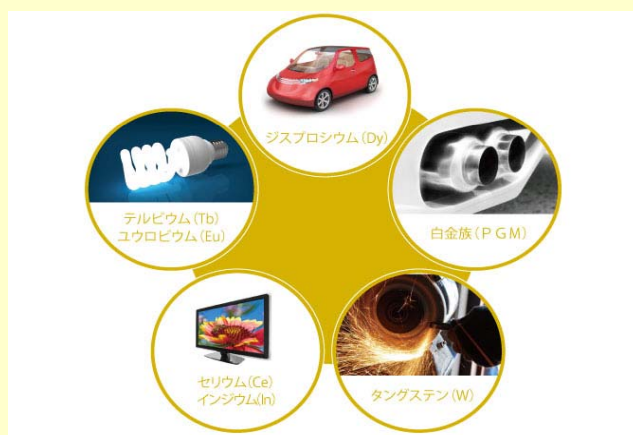 ジスプロシウム(Dy)
テルビウム(Tb)
ユウロピウム(Eu)
白金族(ＰＧＭ)
セリウム(Ce)
インジウム(In)
タングステン(W)